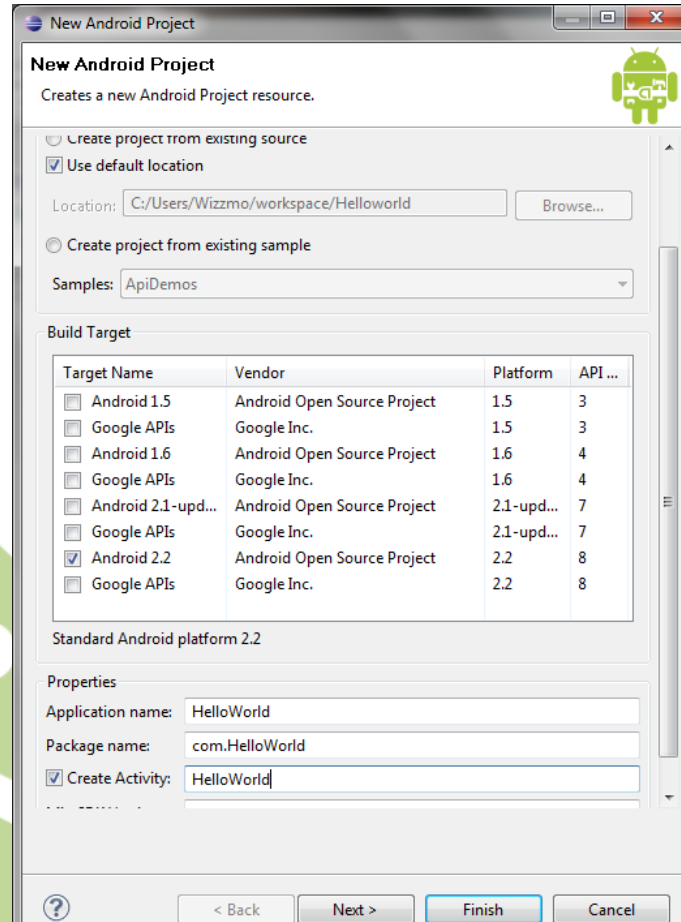 New Android Project
New Android Project
Creates a new Android Project resource.
Create project from existing source
Use default location
Location: C:/Users/Wizzmo/workspace/Helloworld Browse...
Create project from existing sample
Samples: ApiDemos
Build Target
Target Name Vendor Platform API ...
Android 1.5 Android Open Source Project 1.5 3
Google APIs Google Inc. 1.5 3
Android 1.6 Android Open Source Project 1.6 4
Google APIs Google Inc. 1.6 4
Android 2.1-upd... Android Open Source Project 2.1-upd... 7
Google APIs Google Inc. 2.1-upd... 7
Android 2.2 Android Open Source Project 2.2 8
Google APIs Google Inc. 2.2 8
Standard Android platform 2.2
Properties
Application name: HelloWorld
Package name: com.HelloWorld
Create Activity: HelloWorld
? < Back Next > Finish Cancel